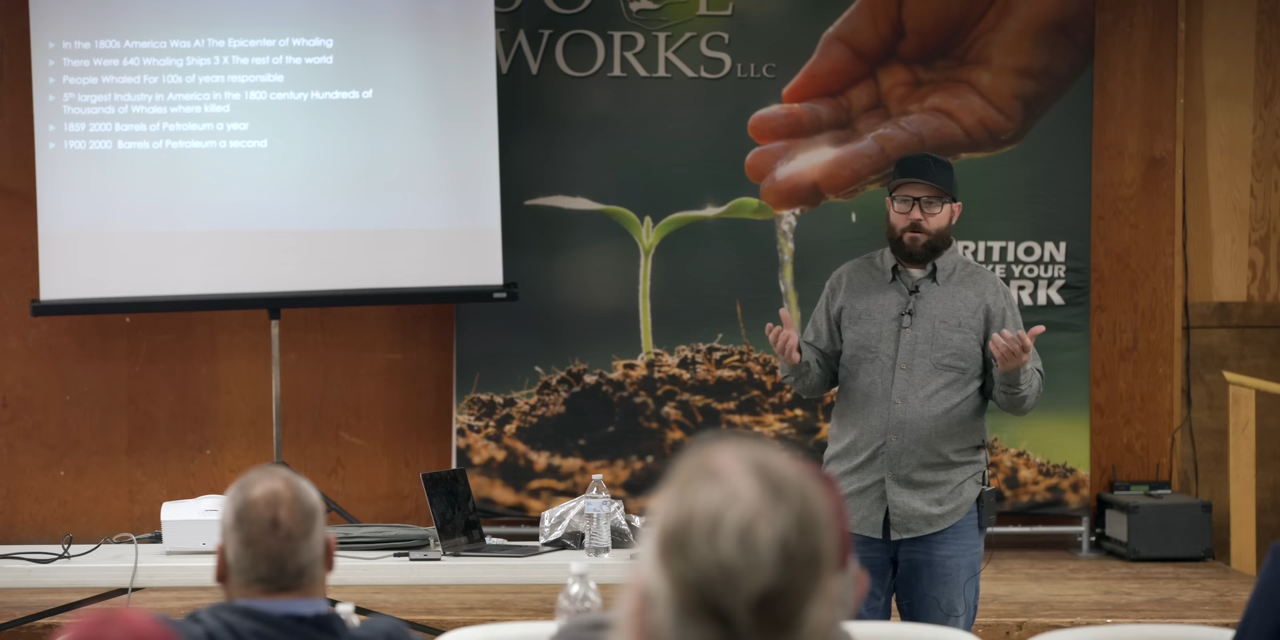 In the 1800s America Was At The Epicenter of Whaling
There Were 640 Whaling Ships 3 X The rest of the world
People Whaled For 100s of years responsible
5th largest Industry In America in the 1800 century Hundreds of
Thousands of Whales where killed
1859 2000 Barrels of Petroleum a year
1900 2000 Barrels of Petroleum a second
WORKS LLC
RITION
KE YOUR
RK